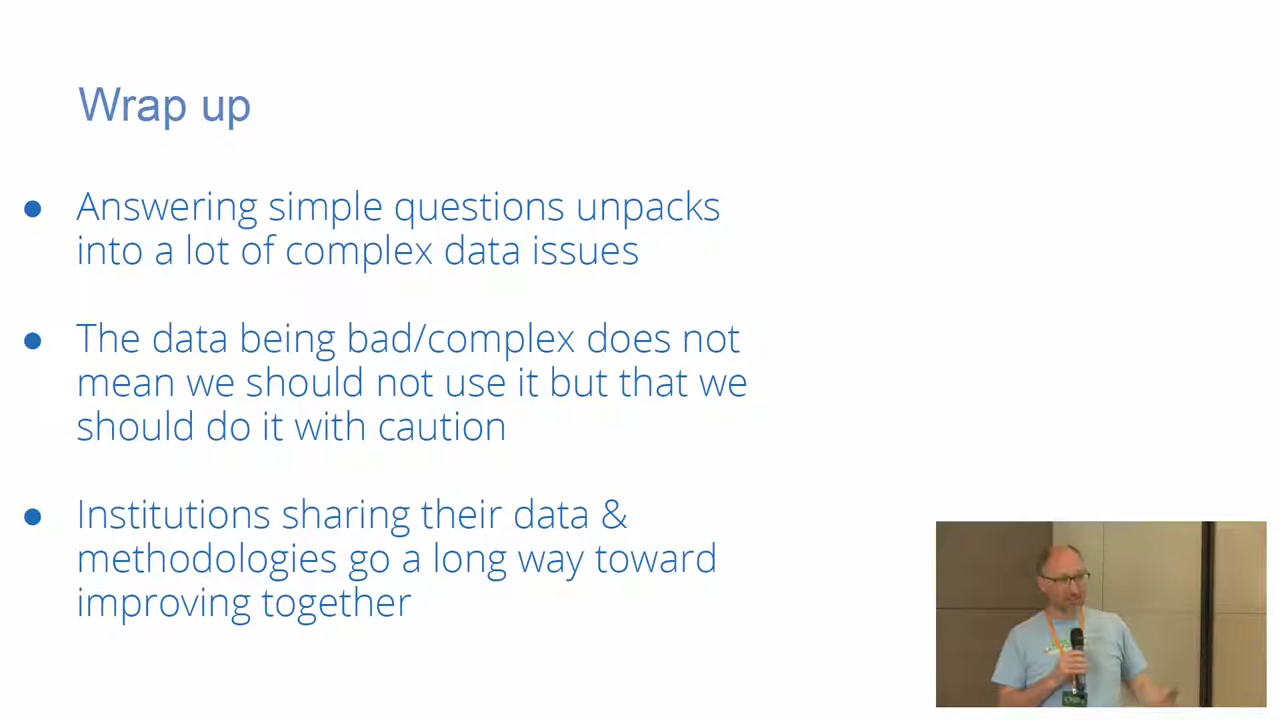 Wrap up
● Answering simple questions unpacks
into a lot of complex data issues
● The data being bad/complex does not
mean we should not use it but that we
should do it with caution
● Institutions sharing their data &
methodologies go a long way toward
improving together